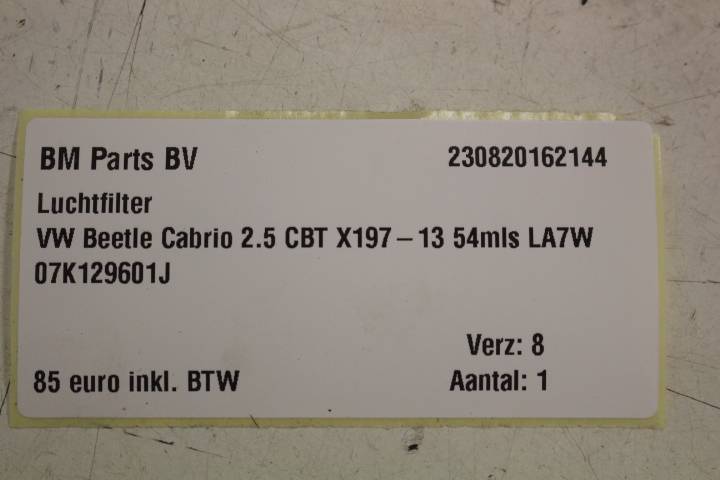 BM Parts BV 230820162144
Luchtfilter
VW Beetle Cabrio 2.5 CBT X197 – 13 54mls LA7W
07K129601J
Verz: 8
85 euro inkl. BTW Aantal: 1